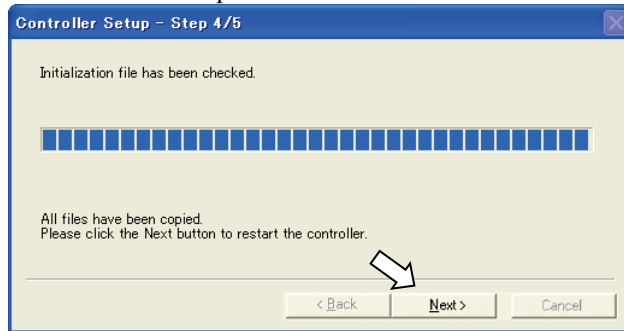 Controller Setup - Step 4/5
Initialization file has been checked.
All files have been copied.
Please click the Next button to restart the controller.
< Back Next > Cancel